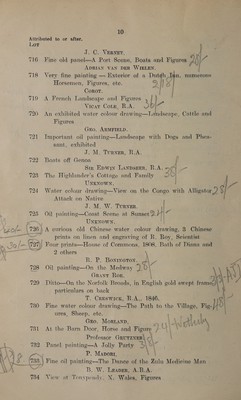 10
Attributed to or after.
LOT
J. C. VERNET.
716 Fine old panel—A Port Scene, Boats and Figures
ADRIAN VAN DER WIELEN.
718 Very fine painting — Exterior of a Dutch Inn, numerous
Horsemen, Figures, etc.
COROT.
719 A French Landscape and Figures
VICAT COLE, R.A.
720 An exhibited water colour drawing—Landscape, Cattle and
Figures
GEO. ARMFIELD.
721 Important oil painting—Landscape with Dogs and Pheasant, exhibited
J. M. TURNER, R.A.
722 Boats off Genoa
SIR EDWIN LANDSEER, R.A.
723 The Highlander's Cottage and Family
UNKNOWN.
724 Water colour drawing—View on the Congo with Alligator
Attack on Native
J. M. W. TURNER.
725 Oil painting—Coast Scene at Sunset
UNKNOWN.
726 A curious old Chinese water colour drawing, 3 Chinese
prints on linen and engraving of R. Boy, Scientist
727 Four prints—House of Commons, 1808, Bath of Diana and
2 others
R. P. BONINGTON.
728 Oil painting—On the Medway
GRANT ROE.
729 Ditto—On the Norfolk Broads, in English gold swept frame,
particulars on back
T. CRESWICK, R.A., 1846.
730 Fine water colour drawing—The Path to the Village, Figures, Sheep, etc.
GEO. MORLAND.
731 At the Barn Door, Horse and Figure
Professor GRUTZNER
732 Panel painting—A Jolly Party
P. MADORI.
733 Fine oil painting—The Dance of the Zulu Medicine Man
B. W. LEADER, A.R.A.
734 View at
N. Wales, Figures